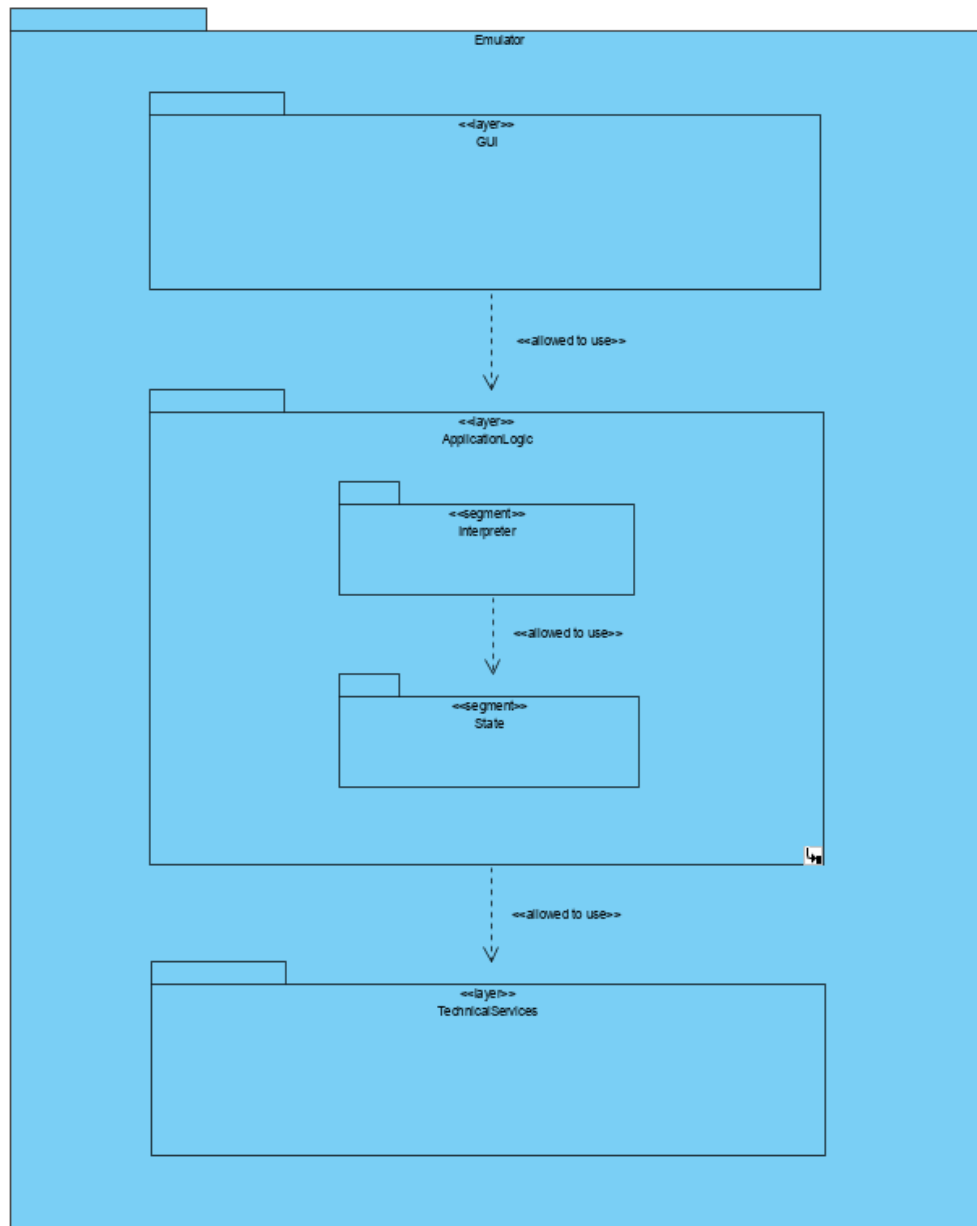 Emulator
<<layer>>
GUI
<<allowed to use>>
<<layer>>
ApplicationLogic
<<segment>>
Interpreter
<<allowed to use>>
<<segment>>
State
<<allowed to use>>
<<layer>>
TechnicalServices